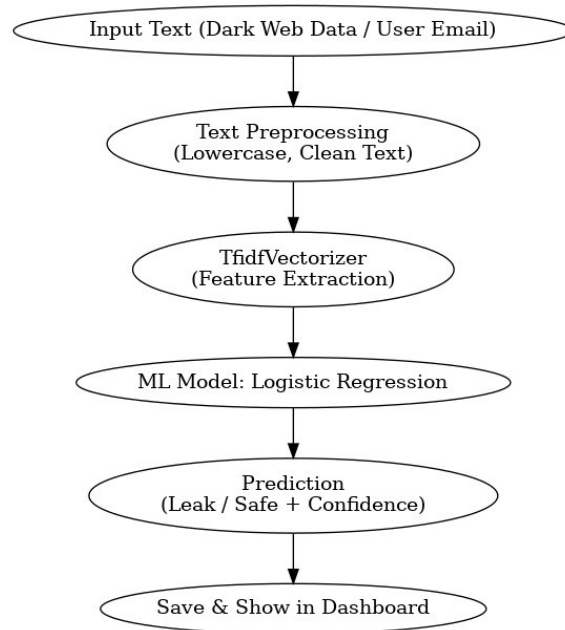 Input Text (Dark Web Data / User Email)
Text Preprocessing
(Lowercase, Clean Text)
TfidfVectorizer
(Feature Extraction)
ML Model: Logistic Regression
Prediction
(Leak / Safe + Confidence)
Save & Show in Dashboard